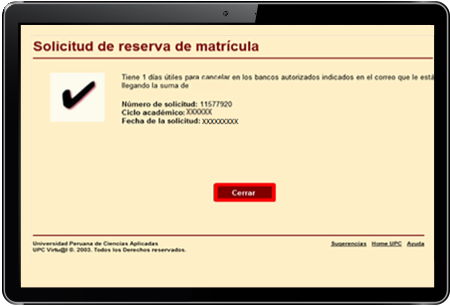 Solicitud de reserva de matrícula
Tiene 1 días útiles para cancelar en los bancos autorizados indicados en el correo que le está
llegando la suma de
Número de solicitud: 11577920
Ciclo académico: XXXXXX
Fecha de la solicitud: XXXXXXXXX
Cerrar
Universidad Peruana de Ciencias Aplicadas
UPC Virtu@l ©. 2003. Todos los Derechos reservados.
Sugerencias Home UPC Ayuda